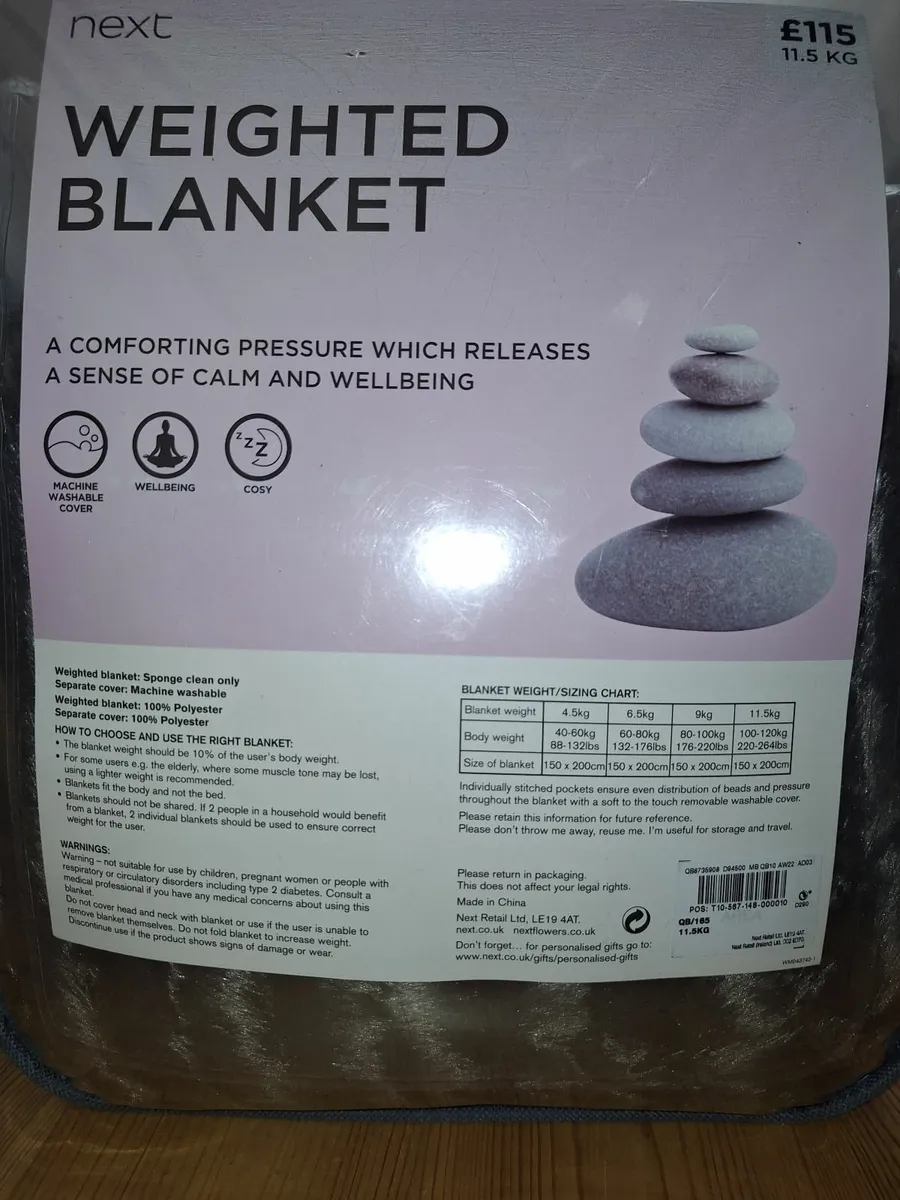 next
£115
11.5 KG
WEIGHTED
BLANKET
A COMFORTING PRESSURE WHICH RELEASES
A SENSE OF CALM AND WELLBEING
z z Z
MACHINE
WASHABLE
COVER
WELLBEING
COSY
Weighted blanket: Sponge clean only
Separate cover: Machine washable
Weighted blanket: 100% Polyester
Separate cover: 100% Polyester
HOW TO CHOOSE AND USE THE RIGHT BLANKET:
• The blanket weight should be 10% of the user's body weight.
• For some users e.g. the elderly, where some muscle tone may be lost,
using a lighter weight is recommended.
• Blankets fit the body and not the bed.
• Blankets should not be shared. If 2 people in a household would benefit
from a blanket, 2 individual blankets should be used to ensure correct
weight for the user.
WARNINGS:
Warning – not suitable for use by children, pregnant women or people with
respiratory or circulatory disorders including type 2 diabetes. Consult a
medical professional if you have any medical concerns about using this
blanket.
Do not cover head and neck with blanket or use if the user is unable to
remove blanket themselves. Do not fold blanket to increase weight.
Discontinue use if the product shows signs of damage or wear.
BLANKET WEIGHT/SIZING CHART:
Blanket weight 4.5kg 6.5kg 9kg 11.5kg
Body weight 40-60kg 60-80kg 80-100kg 100-120kg
88-132lbs 132-176lbs 176-220lbs 220-264lbs
Size of blanket 150 x 200cm 150 x 200cm 150 x 200cm 150 x 200cm
Individually stitched pockets ensure even distribution of beads and pressure
throughout the blanket with a soft to the touch removable washable cover.
Please retain this information for future reference.
Please don't throw me away, reuse me. I'm useful for storage and travel.
Please return in packaging.
This does not affect your legal rights.
Made in China
Next Retail Ltd, LE19 4AT.
next.co.uk nextflowers.co.uk
Don't forget... for personalised gifts go to:
www.next.co.uk/gifts/personalised-gifts
QB8735908 D84500 MB QB10 AW22 AD03
POS: T10-567-148-000010
D260
QB/165
11.5KG
Next Retail Ltd. LE19 4AT.
Next Retail (Ireland) Ltd.